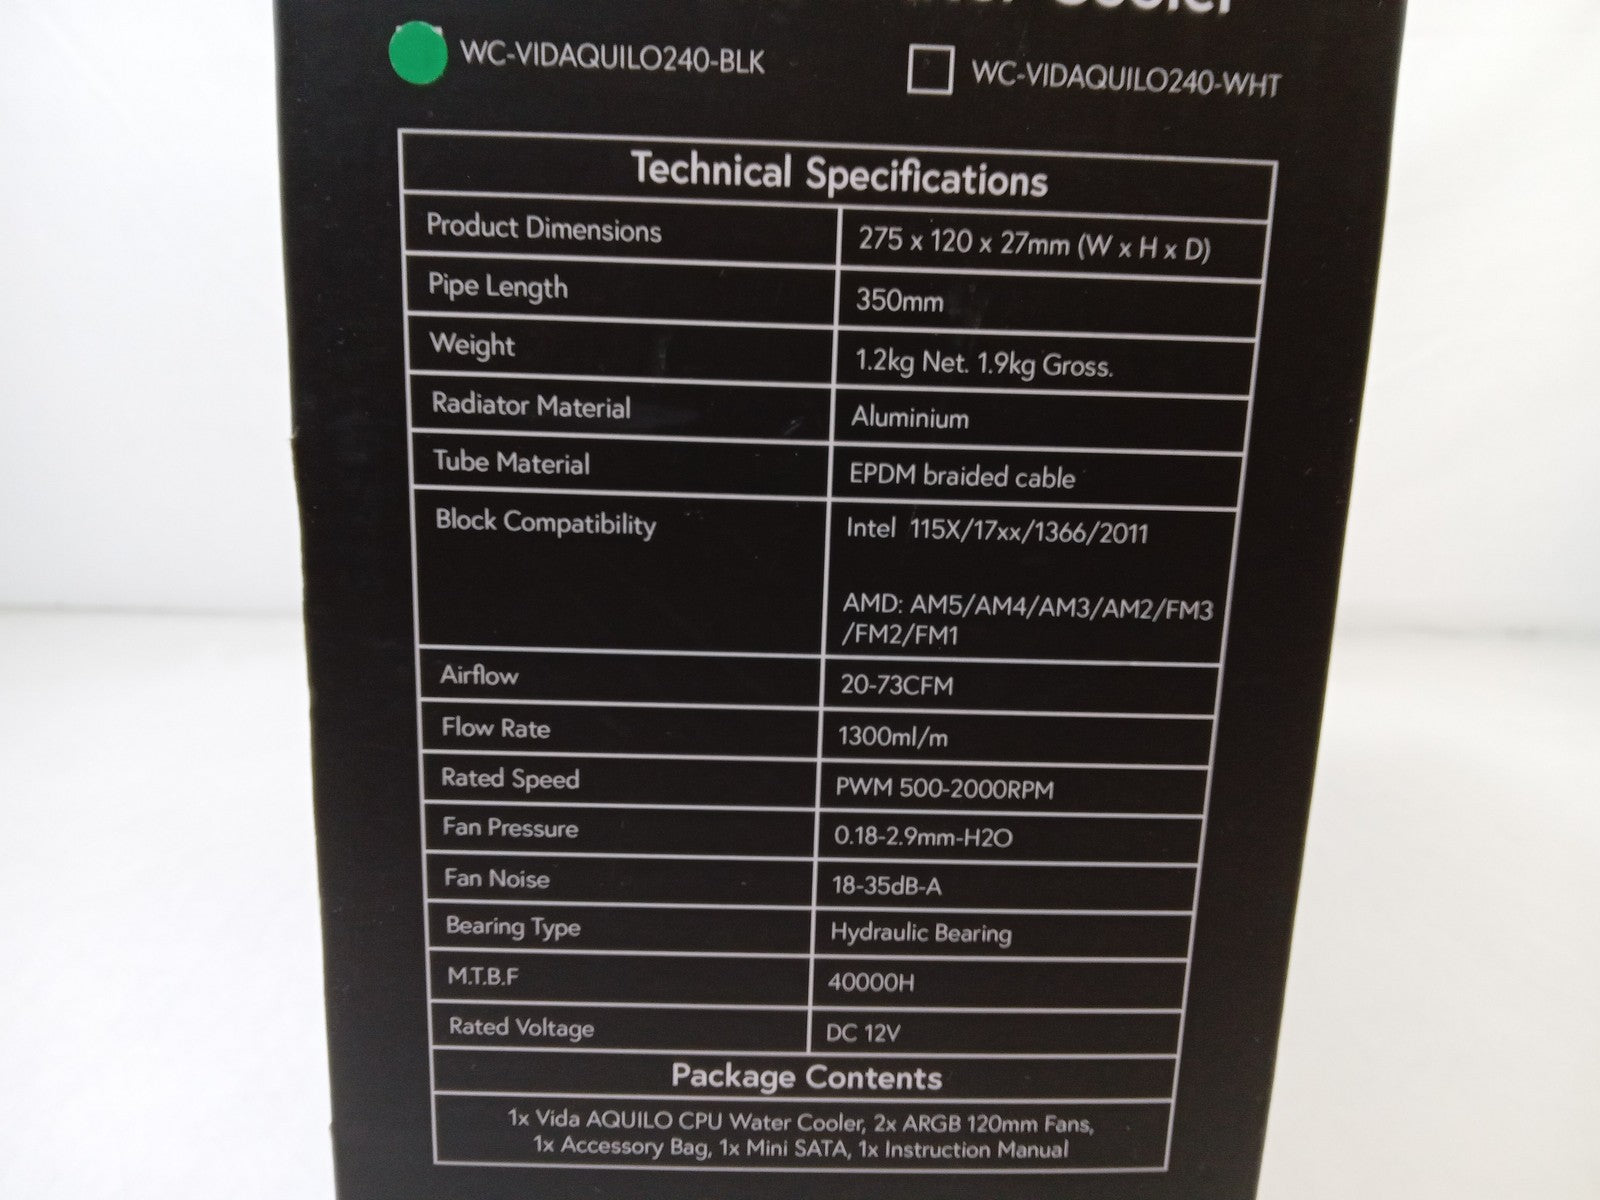 Cooler
WC-VIDAQUILO240-BLK
WC-VIDAQUILO240-WHT
Technical Specifications
Product Dimensions 275 x 120 x 27mm (W x H x D)
Pipe Length 350mm
Weight 1.2kg Net. 1.9kg Gross.
Radiator Material Aluminium
Tube Material EPDM braided cable
Block Compatibility Intel 115X/17xx/1366/2011
AMD: AM5/AM4/AM3/AM2/FM3
/FM2/FM1
Airflow 20-73CFM
Flow Rate 1300ml/m
Rated Speed PWM 500-2000RPM
Fan Pressure 0.18-2.9mm-H2O
Fan Noise 18-35dB-A
Bearing Type Hydraulic Bearing
M.T.B.F 40000H
Rated Voltage DC 12V
Package Contents
1x Vida AQUILO CPU Water Cooler, 2x ARGB 120mm Fans,
1x Accessory Bag, 1x Mini SATA, 1x Instruction Manual